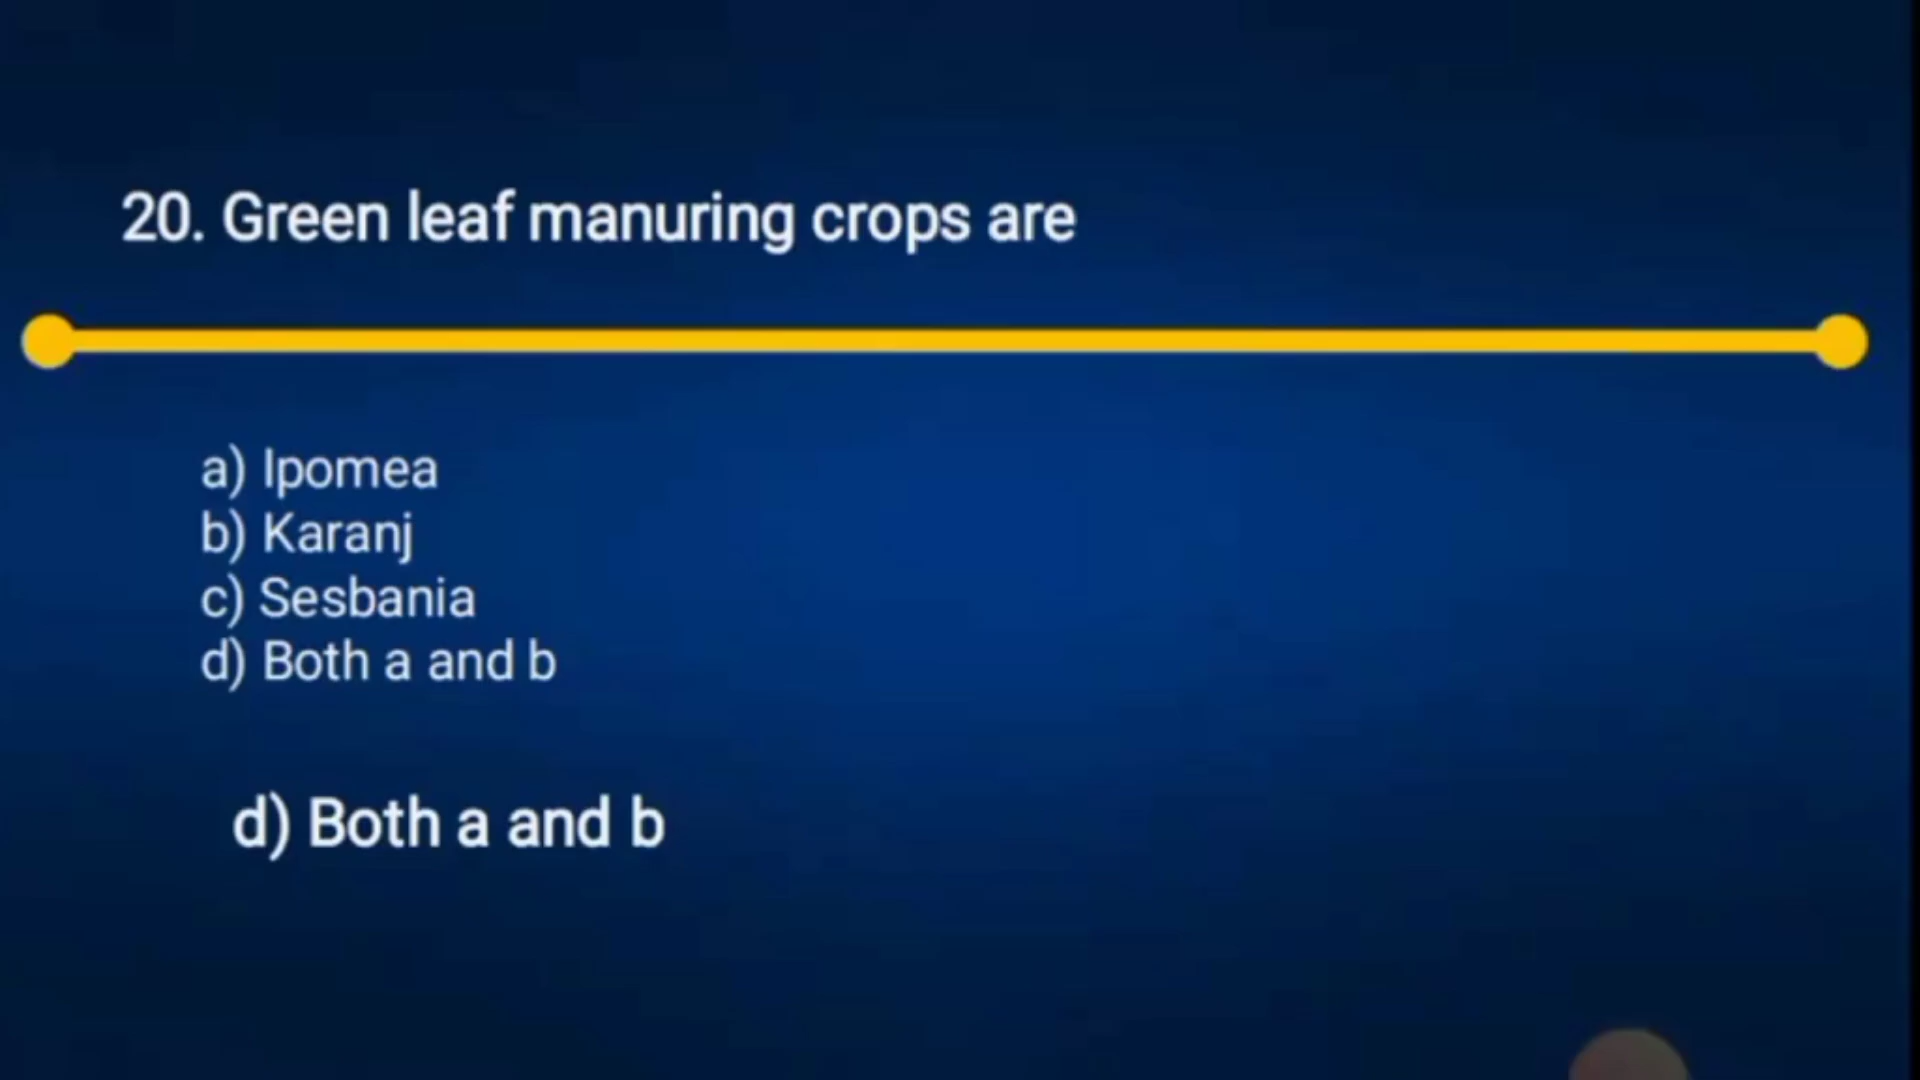 20. Green leaf manuring crops are
a) Ipomea
b) Karanj
c) Sesbania
d) Both a and b
d) Both a and b